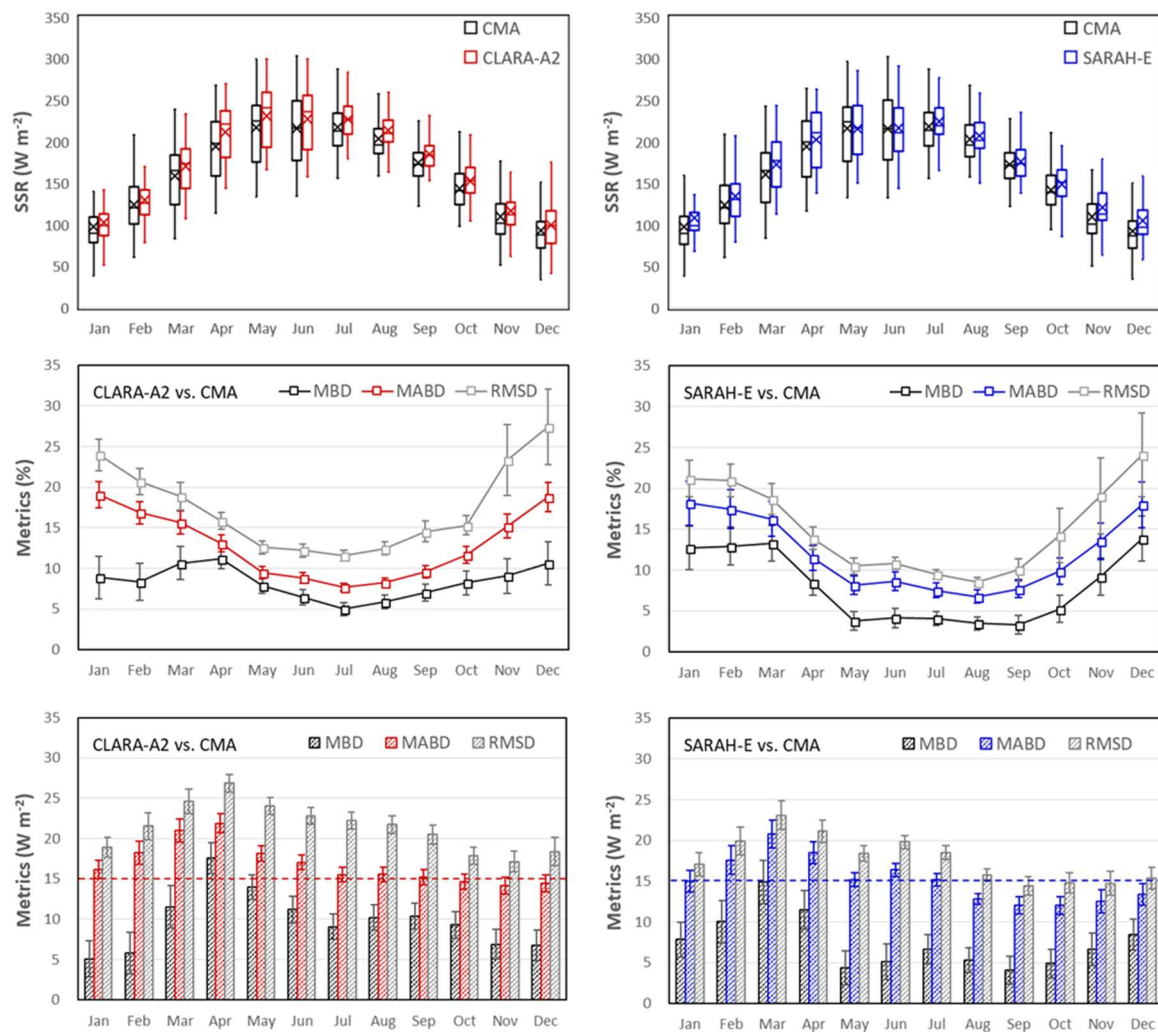 350
300
250
200
150
100
50
0
SSR (W m⁻²)
CMA
CLARA-A2
Jan Feb Mar Apr May Jun Jul Aug Sep Oct Nov Dec
350
300
250
200
150
100
50
0
SSR (W m⁻²)
CMA
SARAH-E
Jan Feb Mar Apr May Jun Jul Aug Sep Oct Nov Dec
35
30
25
20
15
10
5
0
Metrics (%)
CLARA-A2 vs. CMA MBD MABD RMSD
Jan Feb Mar Apr May Jun Jul Aug Sep Oct Nov Dec
35
30
25
20
15
10
5
0
Metrics (%)
SARAH-E vs. CMA MBD MABD RMSD
Jan Feb Mar Apr May Jun Jul Aug Sep Oct Nov Dec
35
30
25
20
15
10
5
0
Metrics (W m⁻²)
CLARA-A2 vs. CMA MBD MABD RMSD
Jan Feb Mar Apr May Jun Jul Aug Sep Oct Nov Dec
35
30
25
20
15
10
5
0
Metrics (W m⁻²)
SARAH-E vs. CMA MBD MABD RMSD
Jan Feb Mar Apr May Jun Jul Aug Sep Oct Nov Dec